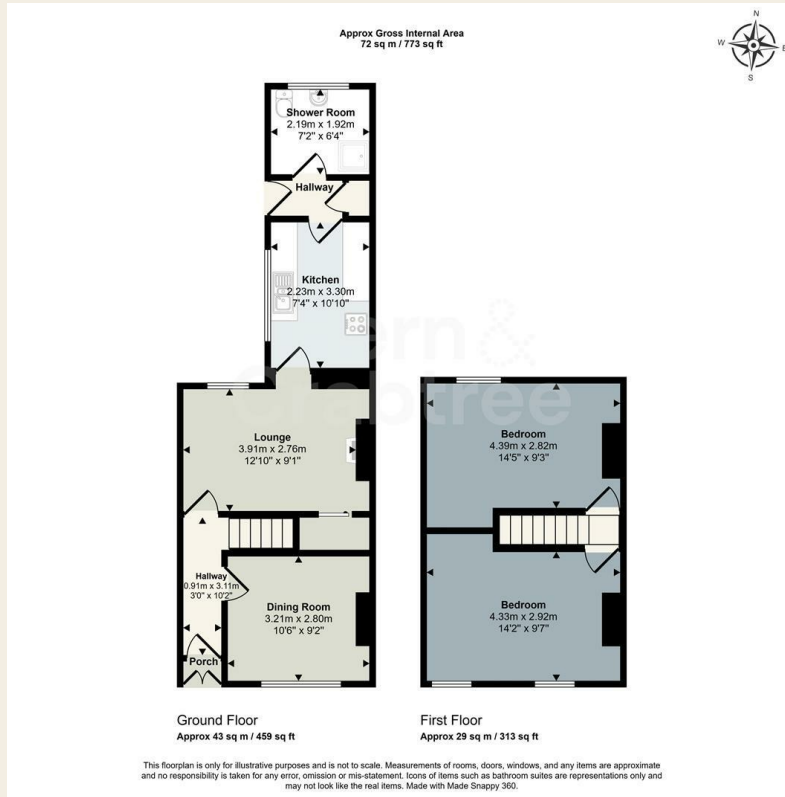 Approx Gross Internal Area
72 sq m / 773 sq ft
N
W
E
S
Shower Room
2.19m x 1.92m
7'2" x 6'4"
Hallway
Kitchen
2.23m x 3.30m
7'4" x 10'10"
ern &
Crabtree
Lounge
3.91m x 2.76m
12'10" x 9'1"
Bedroom
4.39m x 2.82m
14'5" x 9'3"
Hallway
0.91m x 3.11m
3'0" x 10'2"
Dining Room
3.21m x 2.80m
10'6" x 9'2"
Bedroom
4.33m x 2.92m
14'2" x 9'7"
Porch
Ground Floor
Approx 43 sq m / 459 sq ft
First Floor
Approx 29 sq m / 313 sq ft
This floorplan is only for illustrative purposes and is not to scale. Measurements of rooms, doors, windows, and any items are approximate
and no responsibility is taken for any error, omission or mis-statement. Icons of items such as bathroom suites are representations only and
may not look like the real items. Made with Made Snappy 360.